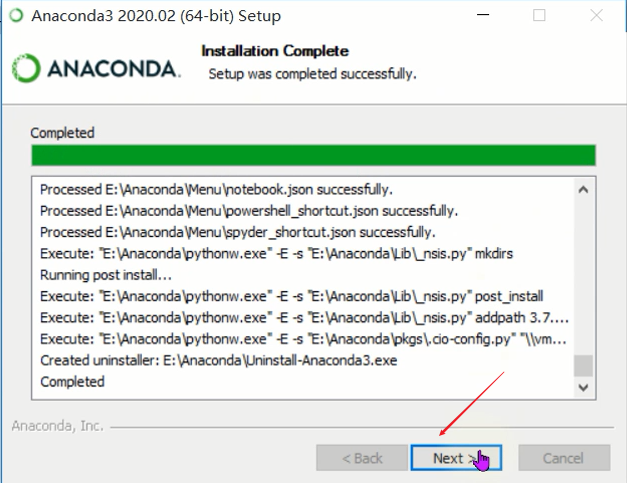 Anaconda3 2020.02 (64-bit) Setup
Installation Complete
ANACONDA.
Setup was completed successfully.
Completed
Processed E:\Anaconda\Menu\notebook.json successfully.
Processed E:\Anaconda\Menu\powershell_shortcut.json successfully.
Processed E:\Anaconda\Menu\spyder_shortcut.json successfully.
Execute: "E:\Anaconda\pythonw.exe" -E -s "E:\Anaconda\Lib\_nsis.py" mkdirs
Running post install...
Execute: "E:\Anaconda\pythonw.exe" -E -s "E:\Anaconda\Lib\_nsis.py" post_install
Execute: "E:\Anaconda\pythonw.exe" -E -s "E:\Anaconda\Lib\_nsis.py" addpath 3.7....
Execute: "E:\Anaconda\pythonw.exe" -E -s "E:\Anaconda\pkgs\.cio-config.py" "\\vm...
Created uninstaller: E:\Anaconda\Uninstall-Anaconda3.exe
Completed
Anaconda, Inc.
< Back
Next >
Cancel